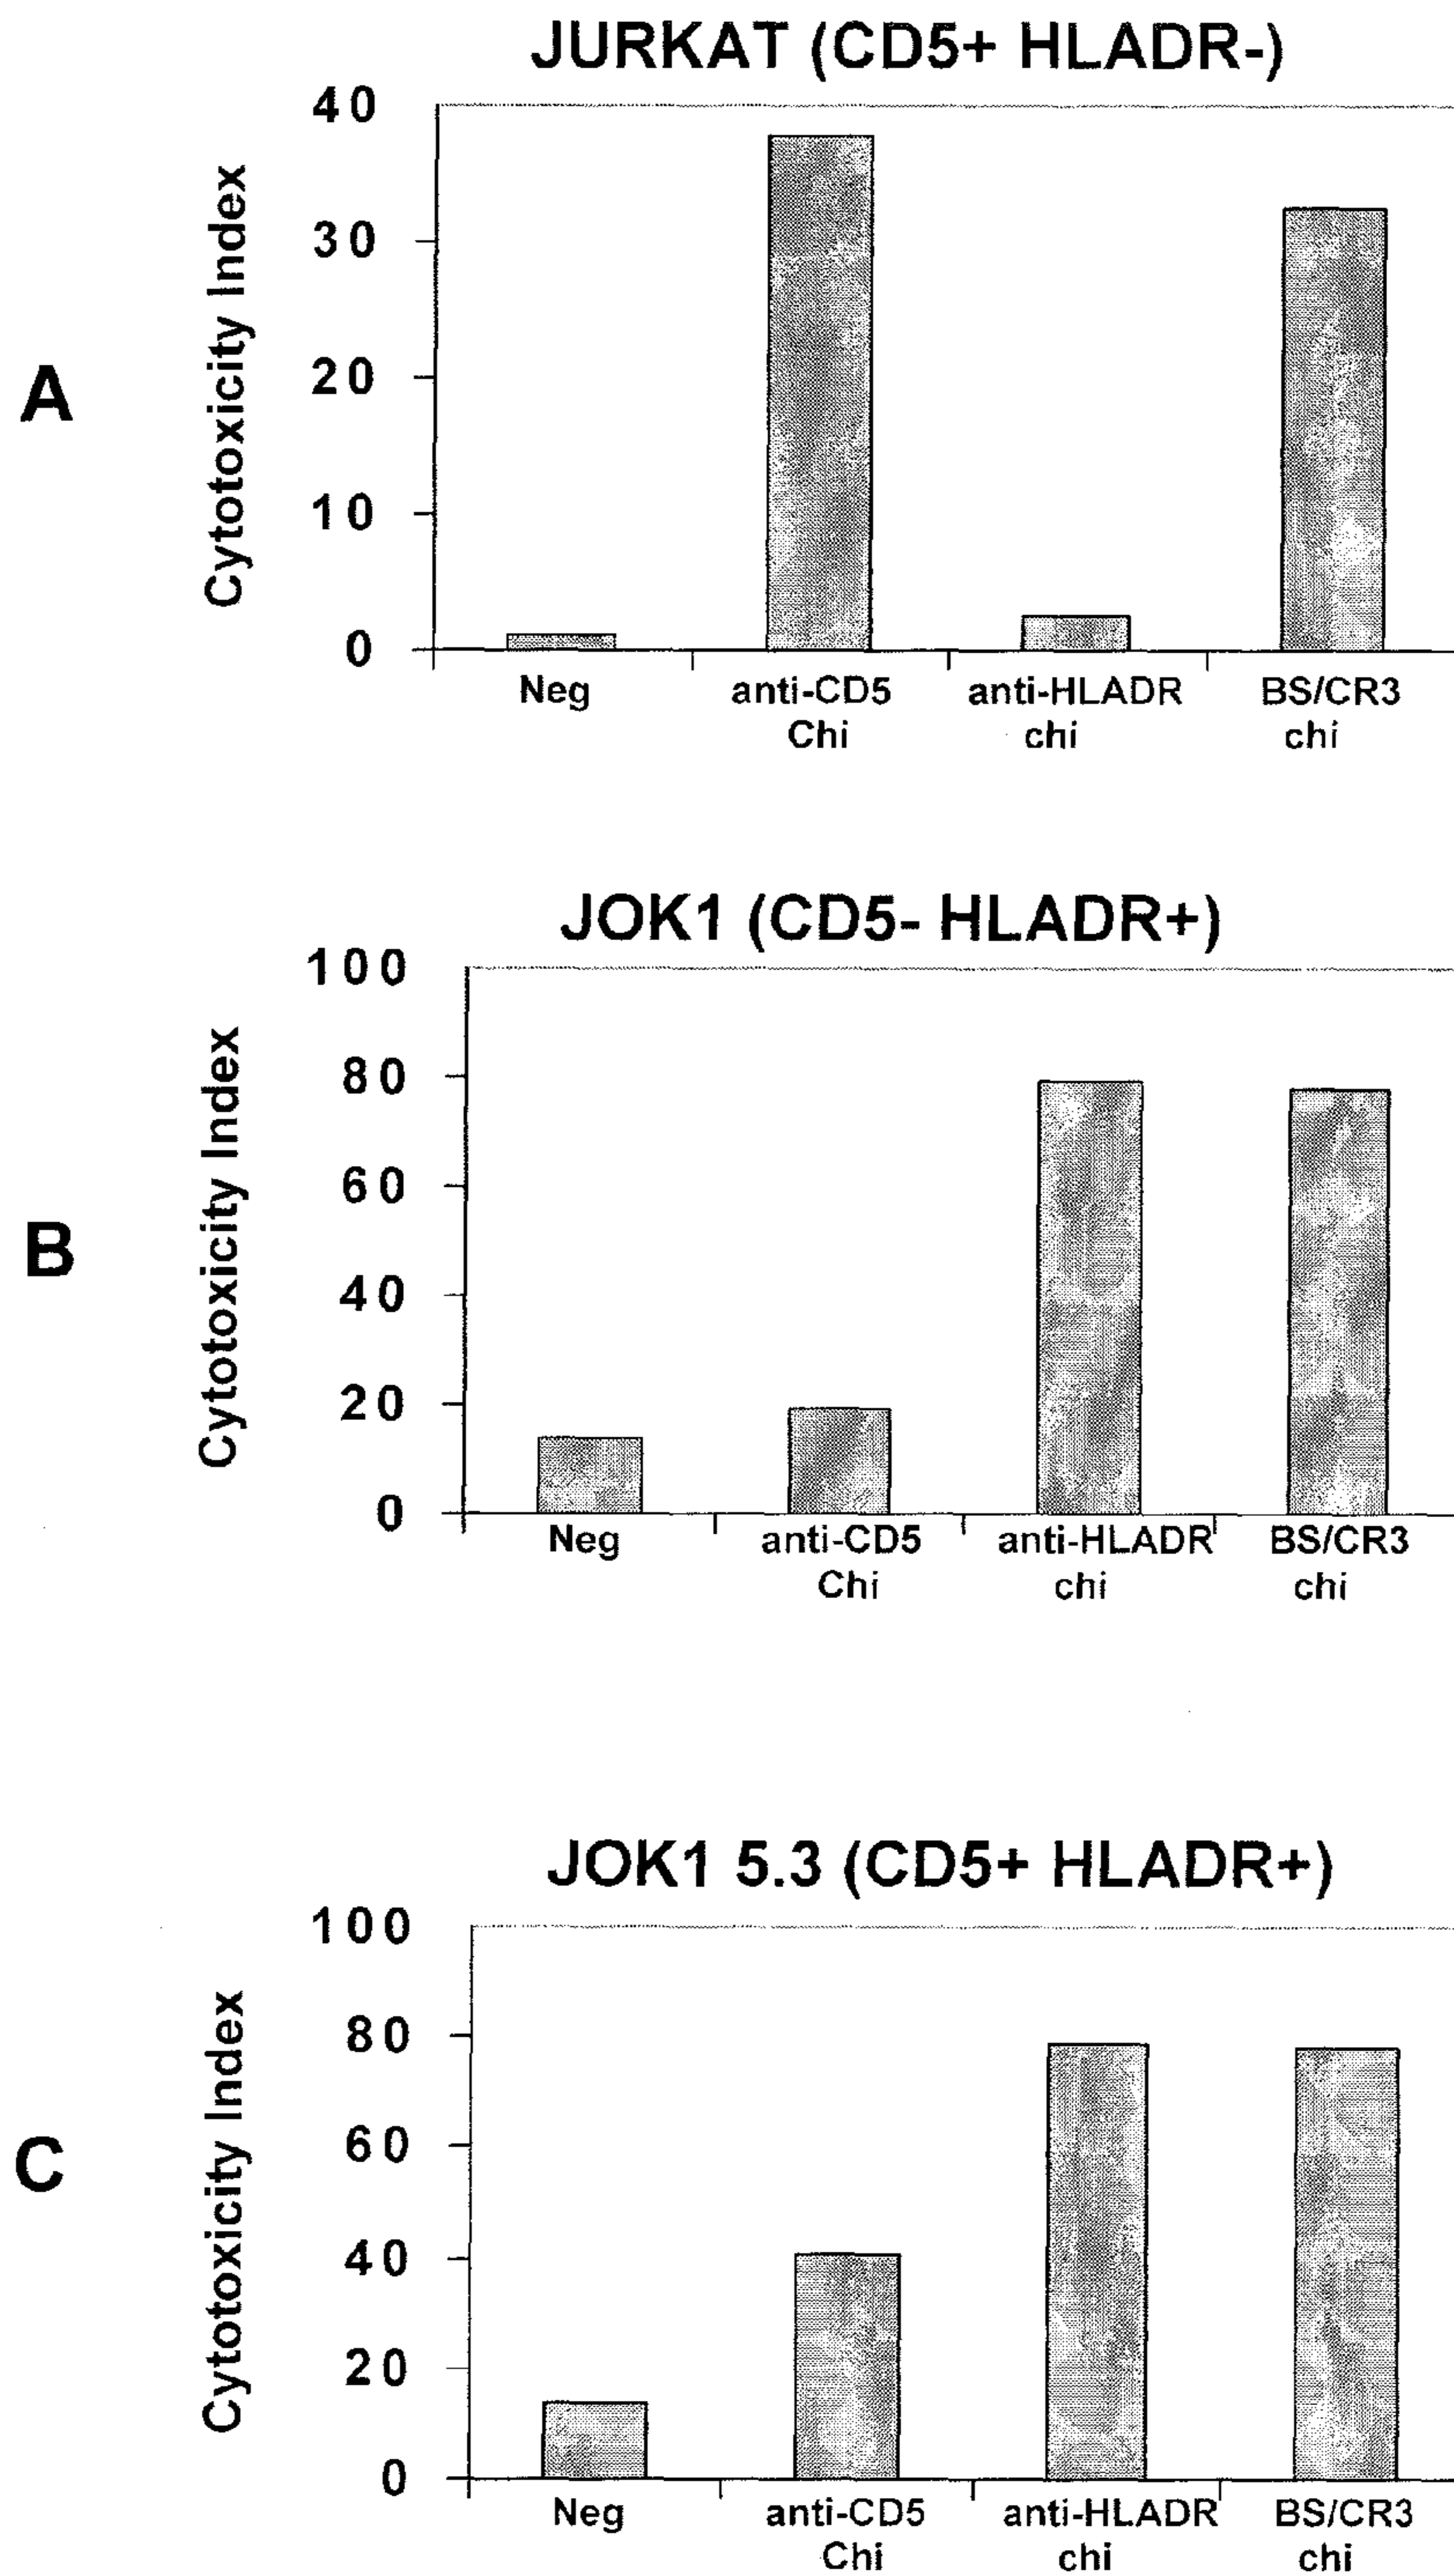 JURKAT (CD5+ HLADR-)
40
30
20
10
0
Cytotoxicity Index
A
Neg
anti-CD5
Chi
anti-HLADR
chi
BS/CR3
chi
JOK1 (CD5- HLADR+)
100
80
60
40
20
0
Cytotoxicity Index
B
Neg
anti-CD5
Chi
anti-HLADR
chi
BS/CR3
chi
JOK1 5.3 (CD5+ HLADR+)
100
80
60
40
20
0
Cytotoxicity Index
C
Neg
anti-CD5
Chi
anti-HLADR
chi
BS/CR3
chi